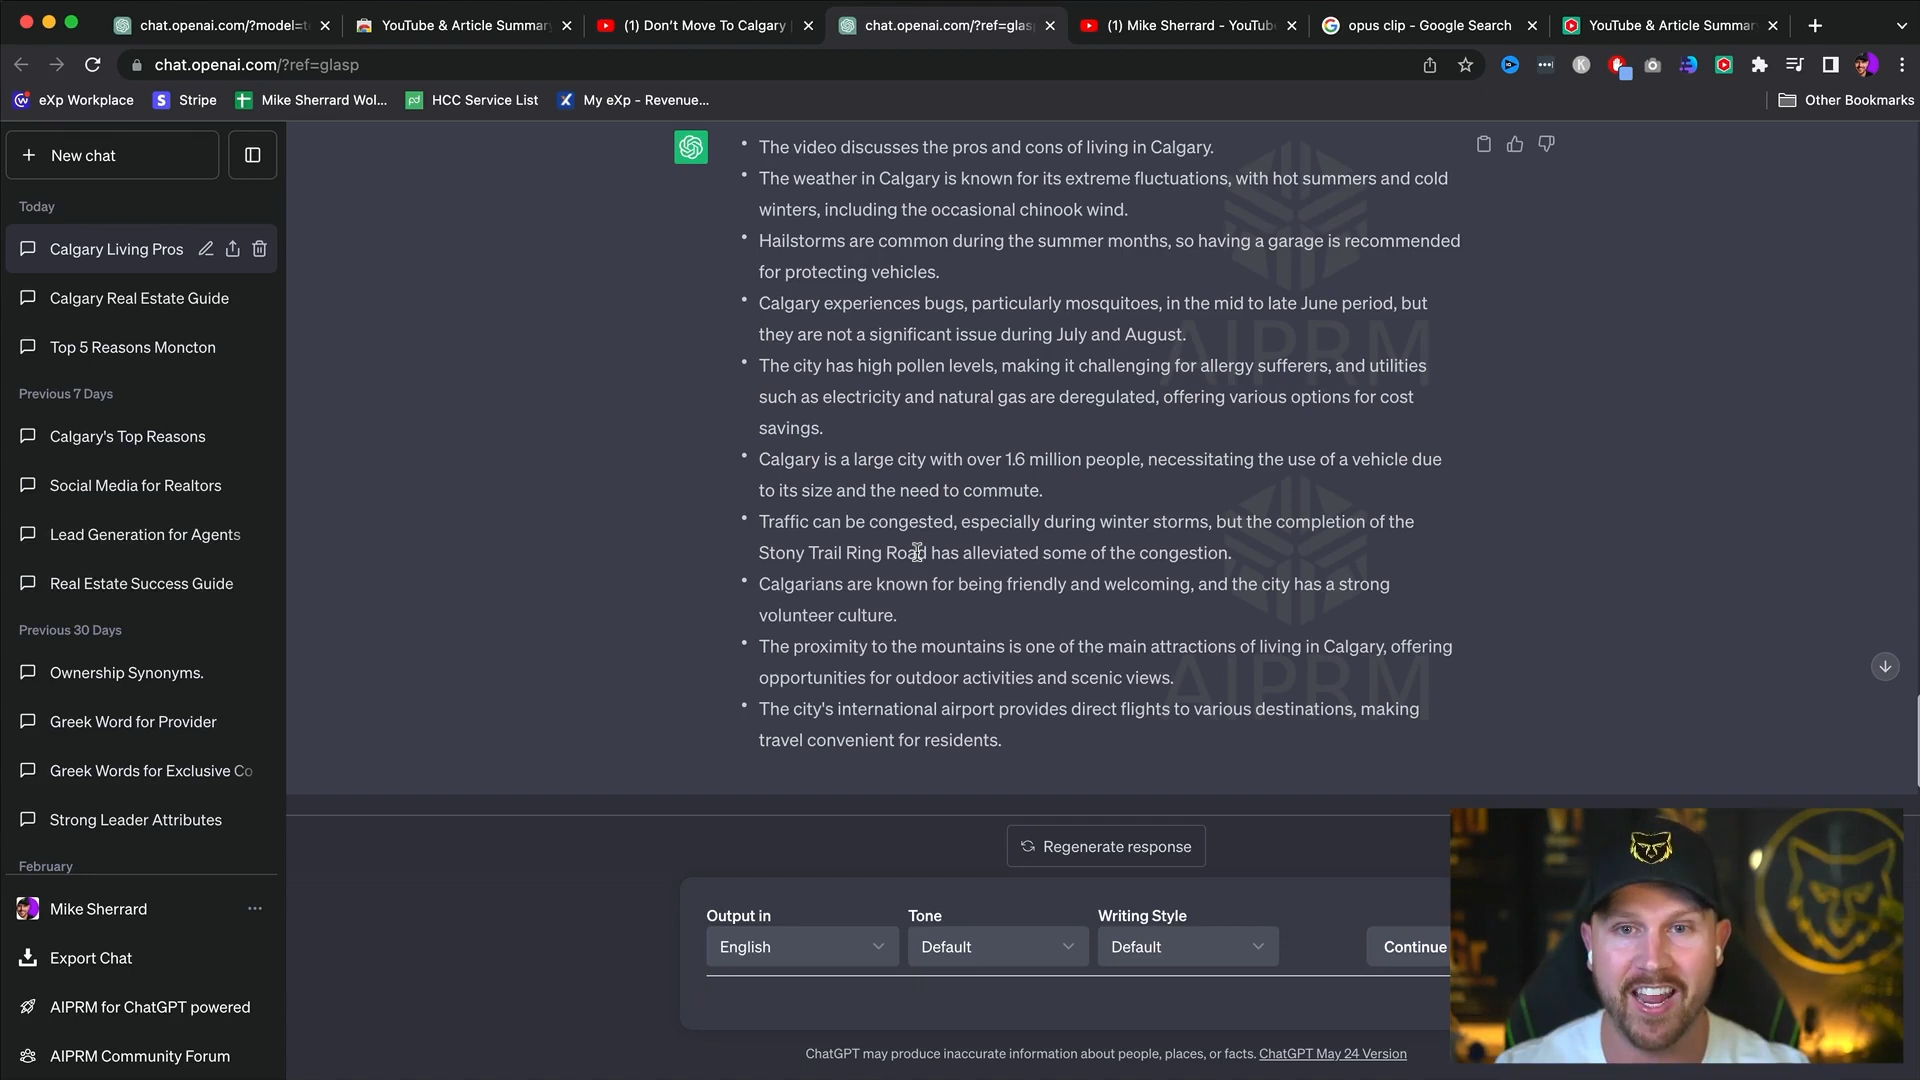 chat.openai.com/?model=t
YouTube & Article Summar
(1) Don't Move To Calgary
chat.openai.com/?ref=glas
(1) Mike Sherrard - YouTube
opus clip - Google Search
YouTube & Article Summar
chat.openai.com/?ref=glasp
eXp Workplace
Stripe
Mike Sherrard Wol...
HCC Service List
My eXp - Revenue...
Other Bookmarks
New chat
Today
Calgary Living Pros
Calgary Real Estate Guide
Top 5 Reasons Moncton
Previous 7 Days
Calgary's Top Reasons
Social Media for Realtors
Lead Generation for Agents
Real Estate Success Guide
Previous 30 Days
Ownership Synonyms.
Greek Word for Provider
Greek Words for Exclusive Co
Strong Leader Attributes
February
Mike Sherrard
Export Chat
AIPRM for ChatGPT powered
AIPRM Community Forum
• The video discusses the pros and cons of living in Calgary.
• The weather in Calgary is known for its extreme fluctuations, with hot summers and cold
winters, including the occasional chinook wind.
• Hailstorms are common during the summer months, so having a garage is recommended
for protecting vehicles.
• Calgary experiences bugs, particularly mosquitoes, in the mid to late June period, but
they are not a significant issue during July and August.
• The city has high pollen levels, making it challenging for allergy sufferers, and utilities
such as electricity and natural gas are deregulated, offering various options for cost
savings.
• Calgary is a large city with over 1.6 million people, necessitating the use of a vehicle due
to its size and the need to commute.
• Traffic can be congested, especially during winter storms, but the completion of the
Stony Trail Ring Road has alleviated some of the congestion.
• Calgarians are known for being friendly and welcoming, and the city has a strong
volunteer culture.
• The proximity to the mountains is one of the main attractions of living in Calgary, offering
opportunities for outdoor activities and scenic views.
• The city's international airport provides direct flights to various destinations, making
travel convenient for residents.
AIPRM
AIPRM
Regenerate response
Output in
Tone
Writing Style
English
Default
Default
Continue
ChatGPT may produce inaccurate information about people, places, or facts. ChatGPT May 24 Version